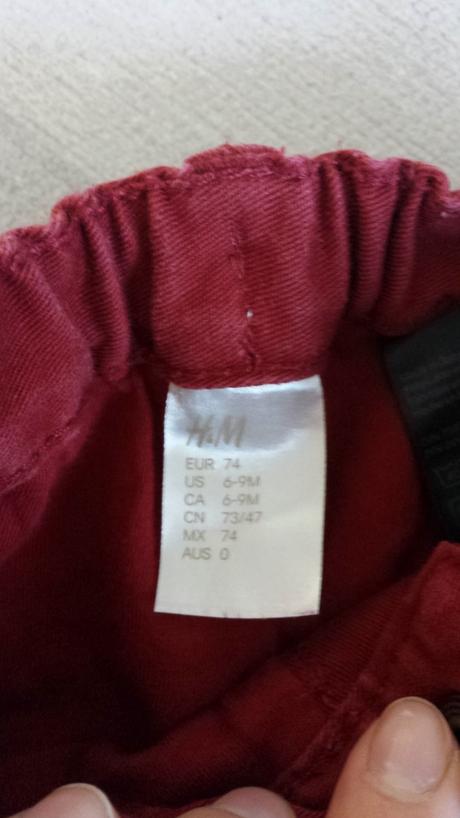 H&M
EUR 74
US 6-9M
CA 6-9M
CN 73/47
MX 74
AUS 0